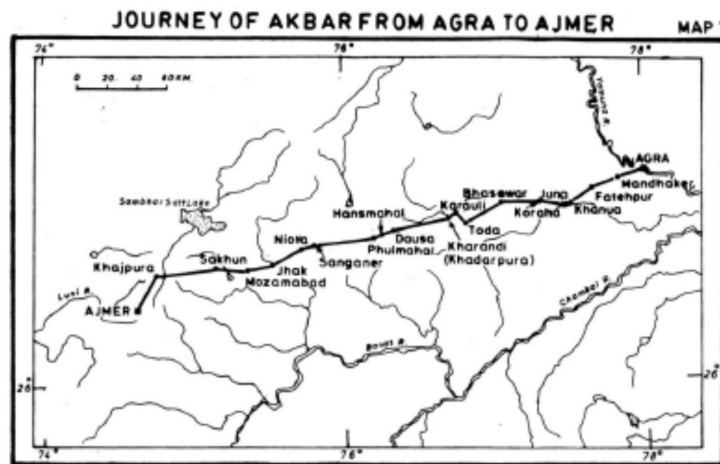 JOURNEY OF AKBAR FROM AGRA TO AJMER
MAP
74°
76°
78°
0 20 40 60 KM.
Yamuna R.
AGRA
Mandhaker
Fatehpur
Khanua
Juna
Koraha
Bhasawar
Toda
Karauli
Kharandi
(Khadarpura)
Hansmahal
Dausa
Phulmahal
Sambhar Salt Lake
Niota
Sanganer
Jhak
Mozamabad
Sakhun
Khajpura
Luni R.
AJMER
Chambal R.
Banas R.
26°
26°
74°
76°
78°